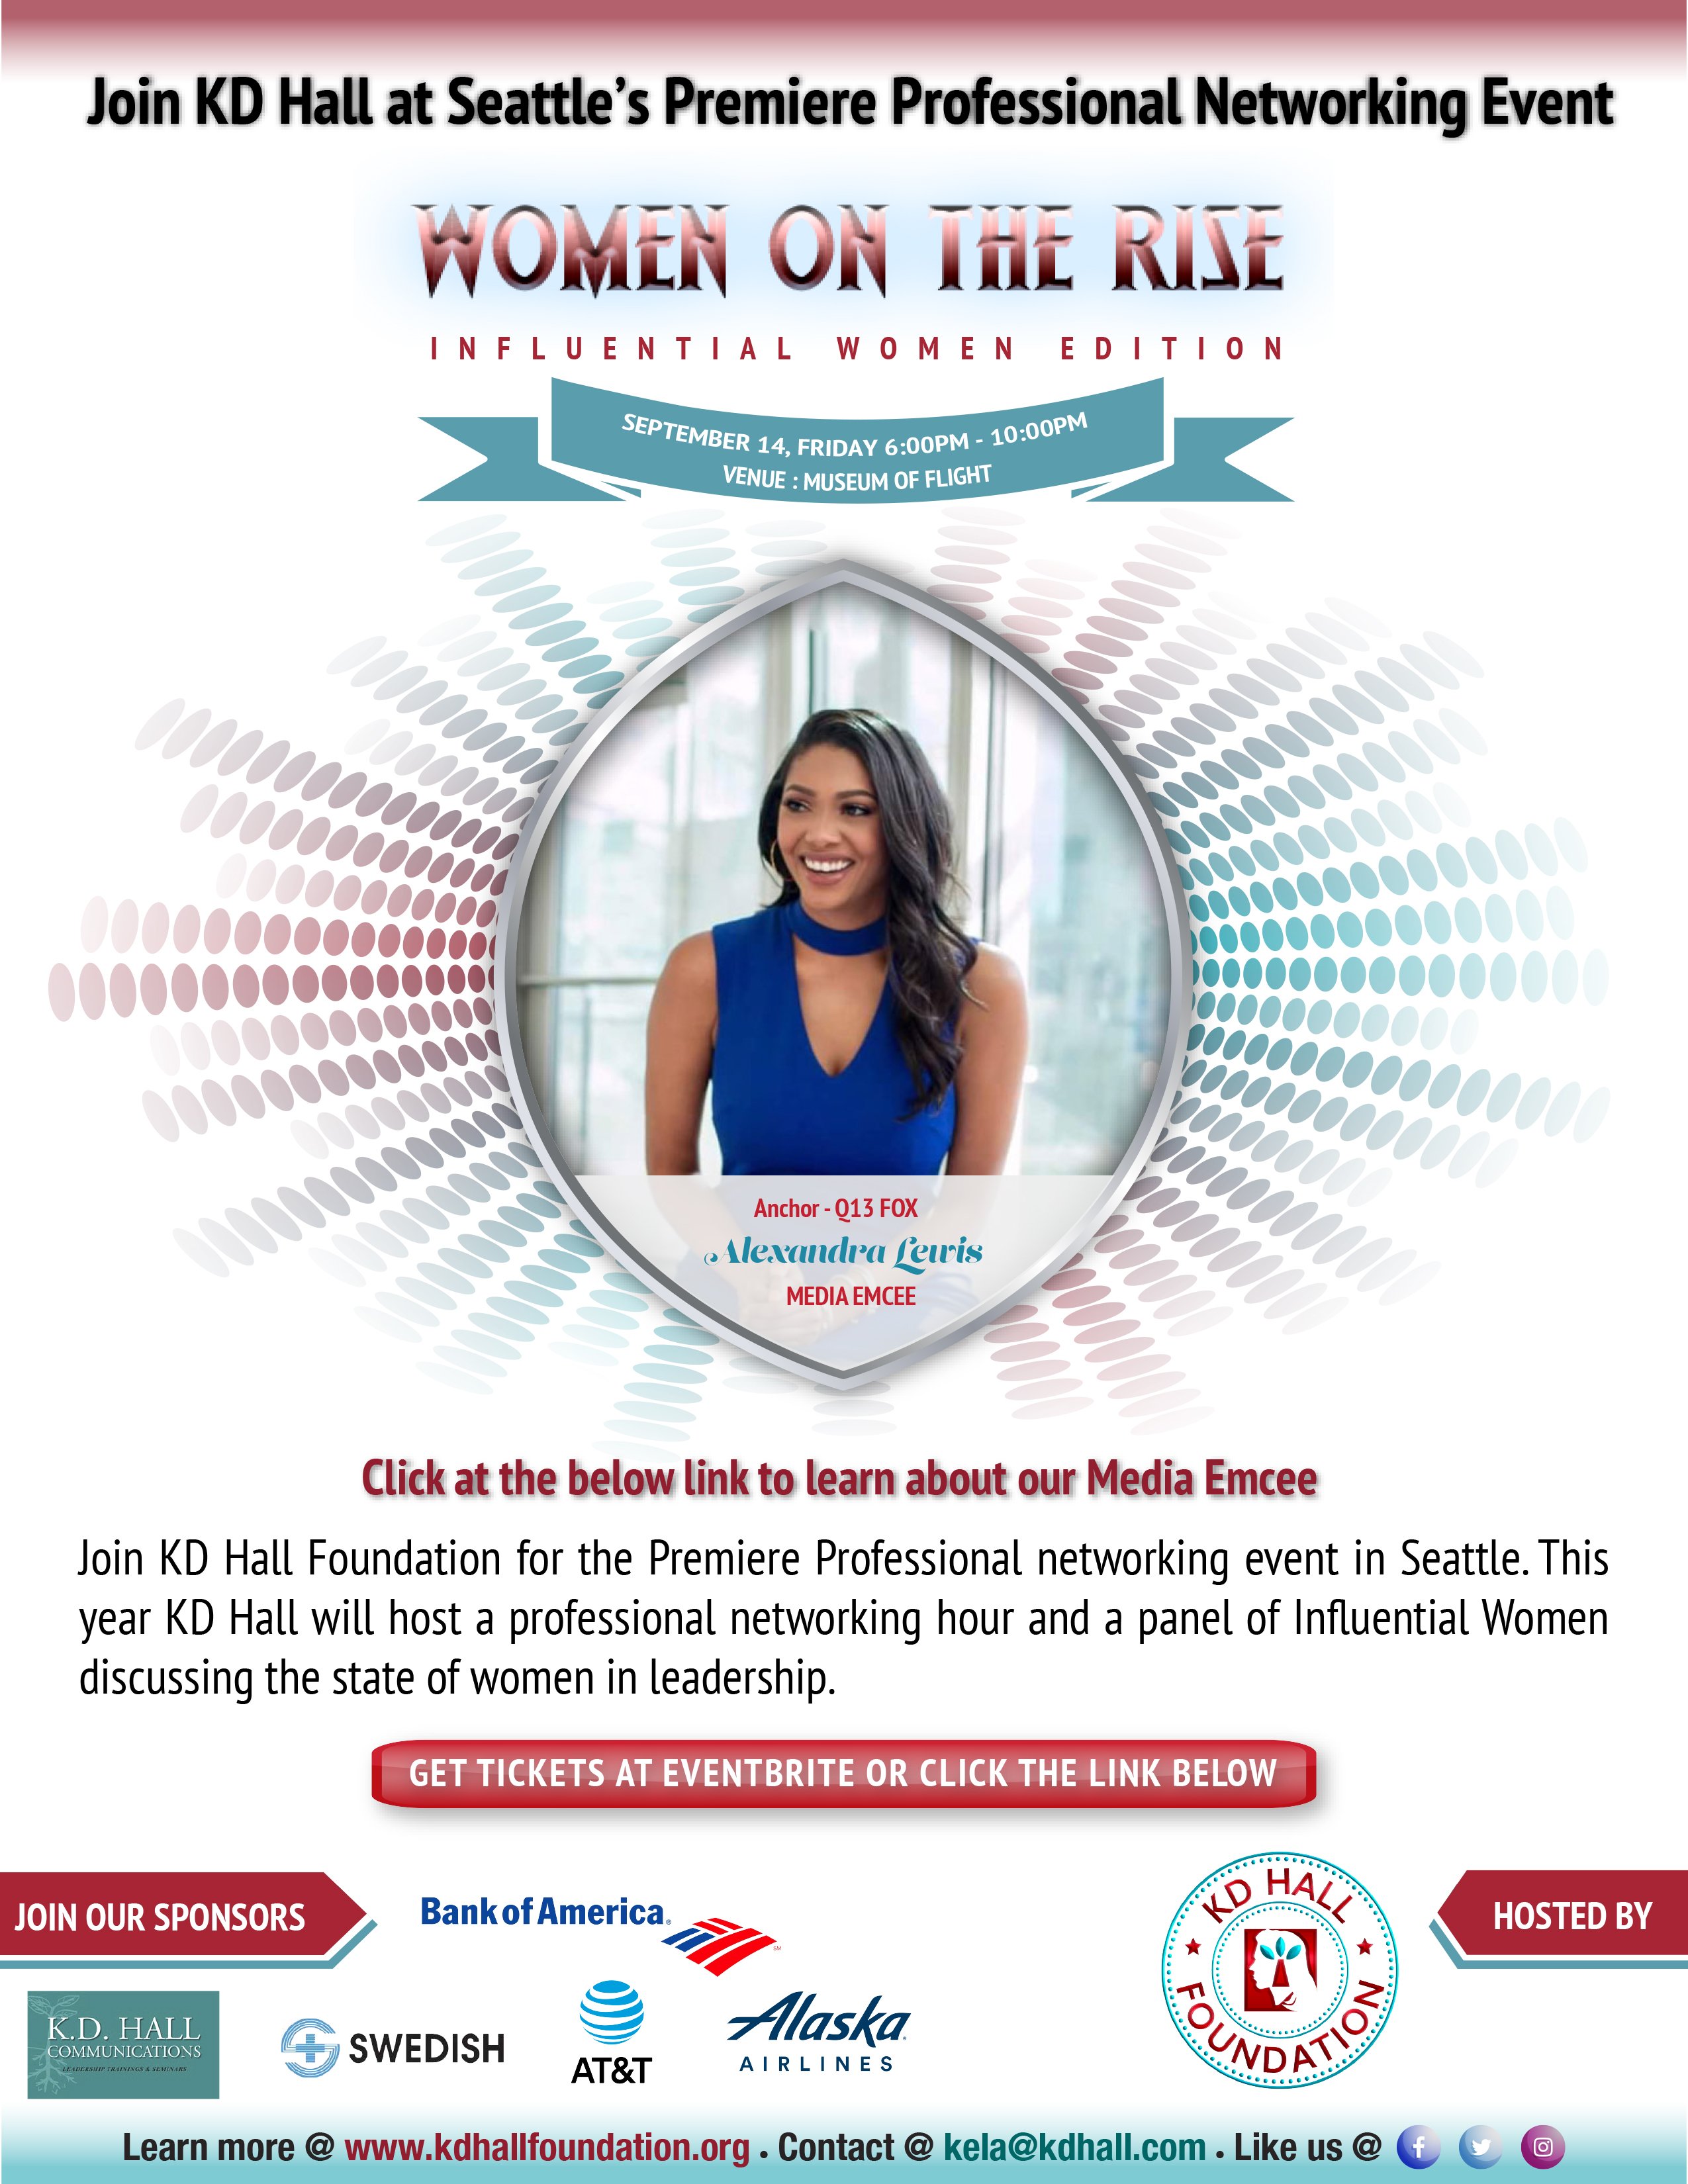 Join KD Hall at Seattle's Premiere Professional Networking Event
WOMEN ON THE RISE
INFLUENTIAL WOMEN EDITION
SEPTEMBER 14, FRIDAY 6:00PM - 10:00PM
VENUE : MUSEUM OF FLIGHT
Anchor - Q13 FOX
Alexandra Lewis
MEDIA EMCEE
Click at the below link to learn about our Media Emcee
Join KD Hall Foundation for the Premiere Professional networking event in Seattle. This
year KD Hall will host a professional networking hour and a panel of Influential Women
discussing the state of women in leadership.
GET TICKETS AT EVENTBRITE OR CLICK THE LINK BELOW
JOIN OUR SPONSORS
Bank of America
K.D. HALL
COMMUNICATIONS
LEADERSHIP TRAININGS & SEMINARS
SWEDISH
AT&T
Alaska
AIRLINES
KD HALL
FOUNDATION
HOSTED BY
Learn more @ www.kdhallfoundation.org . Contact @ kela@kdhall.com . Like us @